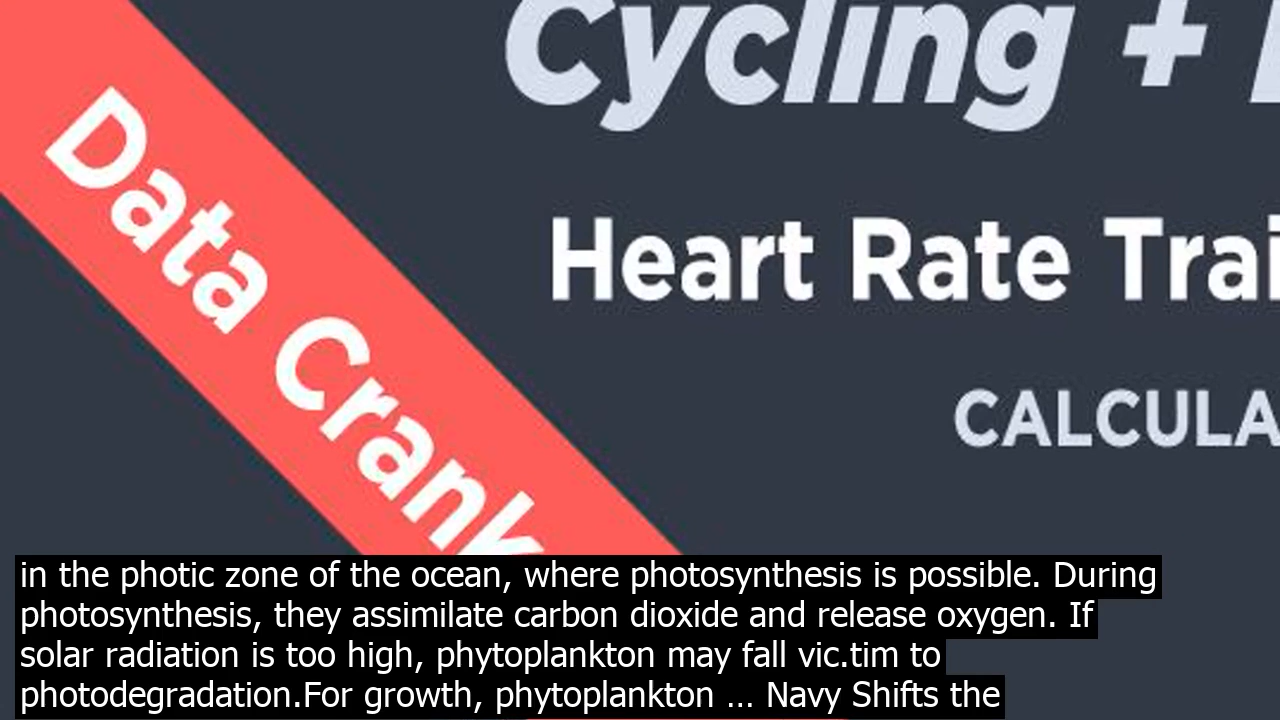 Cycling +
Data Crank
Heart Rate Trai
CALCULA
in the photic zone of the ocean, where photosynthesis is possible. During
photosynthesis, they assimilate carbon dioxide and release oxygen. If
solar radiation is too high, phytoplankton may fall vic.tim to
photodegradation.For growth, phytoplankton ... Navy Shifts the